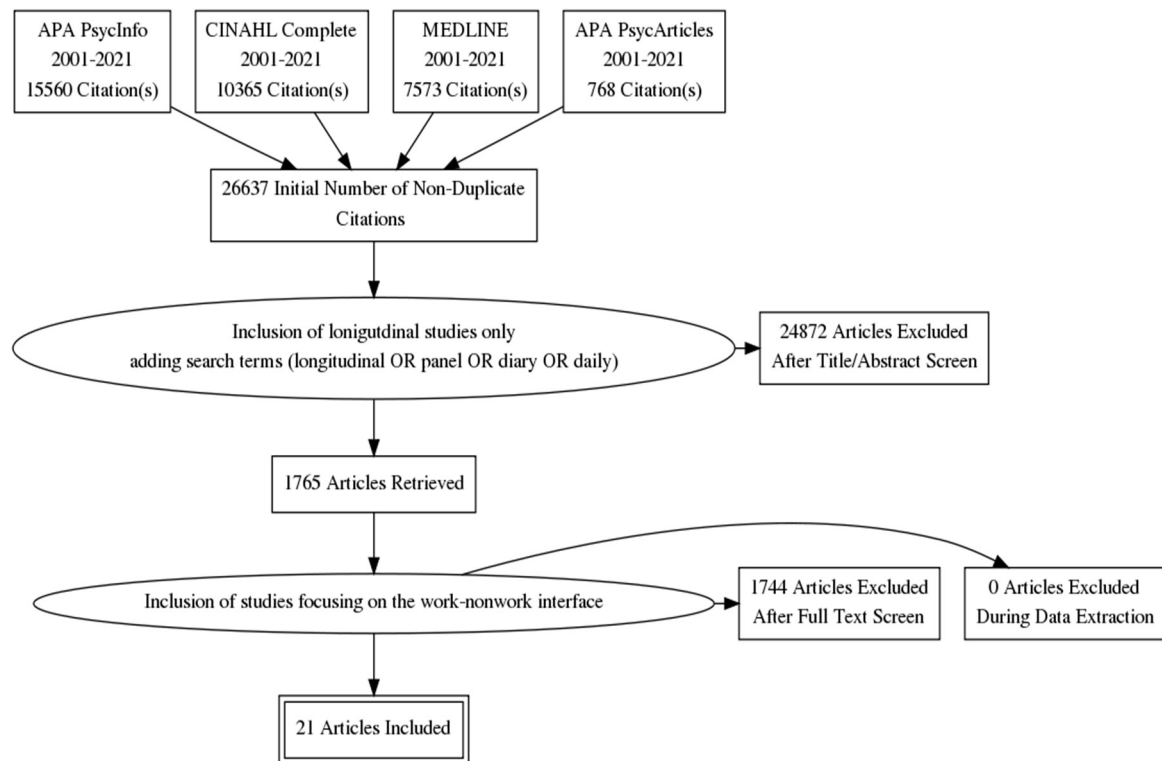 APA PsycInfo
2001-2021
15560 Citation(s)
CINAHL Complete
2001-2021
10365 Citation(s)
MEDLINE
2001-2021
7573 Citation(s)
APA PsycArticles
2001-2021
768 Citation(s)
26637 Initial Number of Non-Duplicate
Citations
Inclusion of lonigutdinal studies only
adding search terms (longitudinal OR panel OR diary OR daily)
24872 Articles Excluded
After Title/Abstract Screen
1765 Articles Retrieved
Inclusion of studies focusing on the work-nonwork interface
1744 Articles Excluded
After Full Text Screen
0 Articles Excluded
During Data Extraction
21 Articles Included